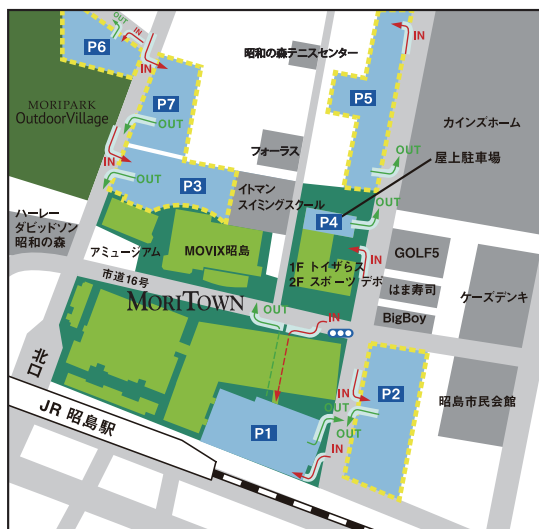 OUT
IN
P6
IN
昭和の森テニスセンター
IN
P7
P5
MORIPARK
OutdoorVillage
OUT
カインズホーム
IN
フォーラス
OUT
屋上駐車場
OUT
P3
イトマン
スイミングスクール
P4
OUT
ハーレー
ダビッドソン
昭和の森
アミュージアム
MOVIX昭島
GOLF5
IN
1F トイザらス
2F スポーツ デポ
はま寿司
ケーズデンキ
市道16号
MORITOWN
BigBoy
OUT
IN
北口
IN
P2
昭島市民会館
JR 昭島駅
OUT
OUT
P1
IN